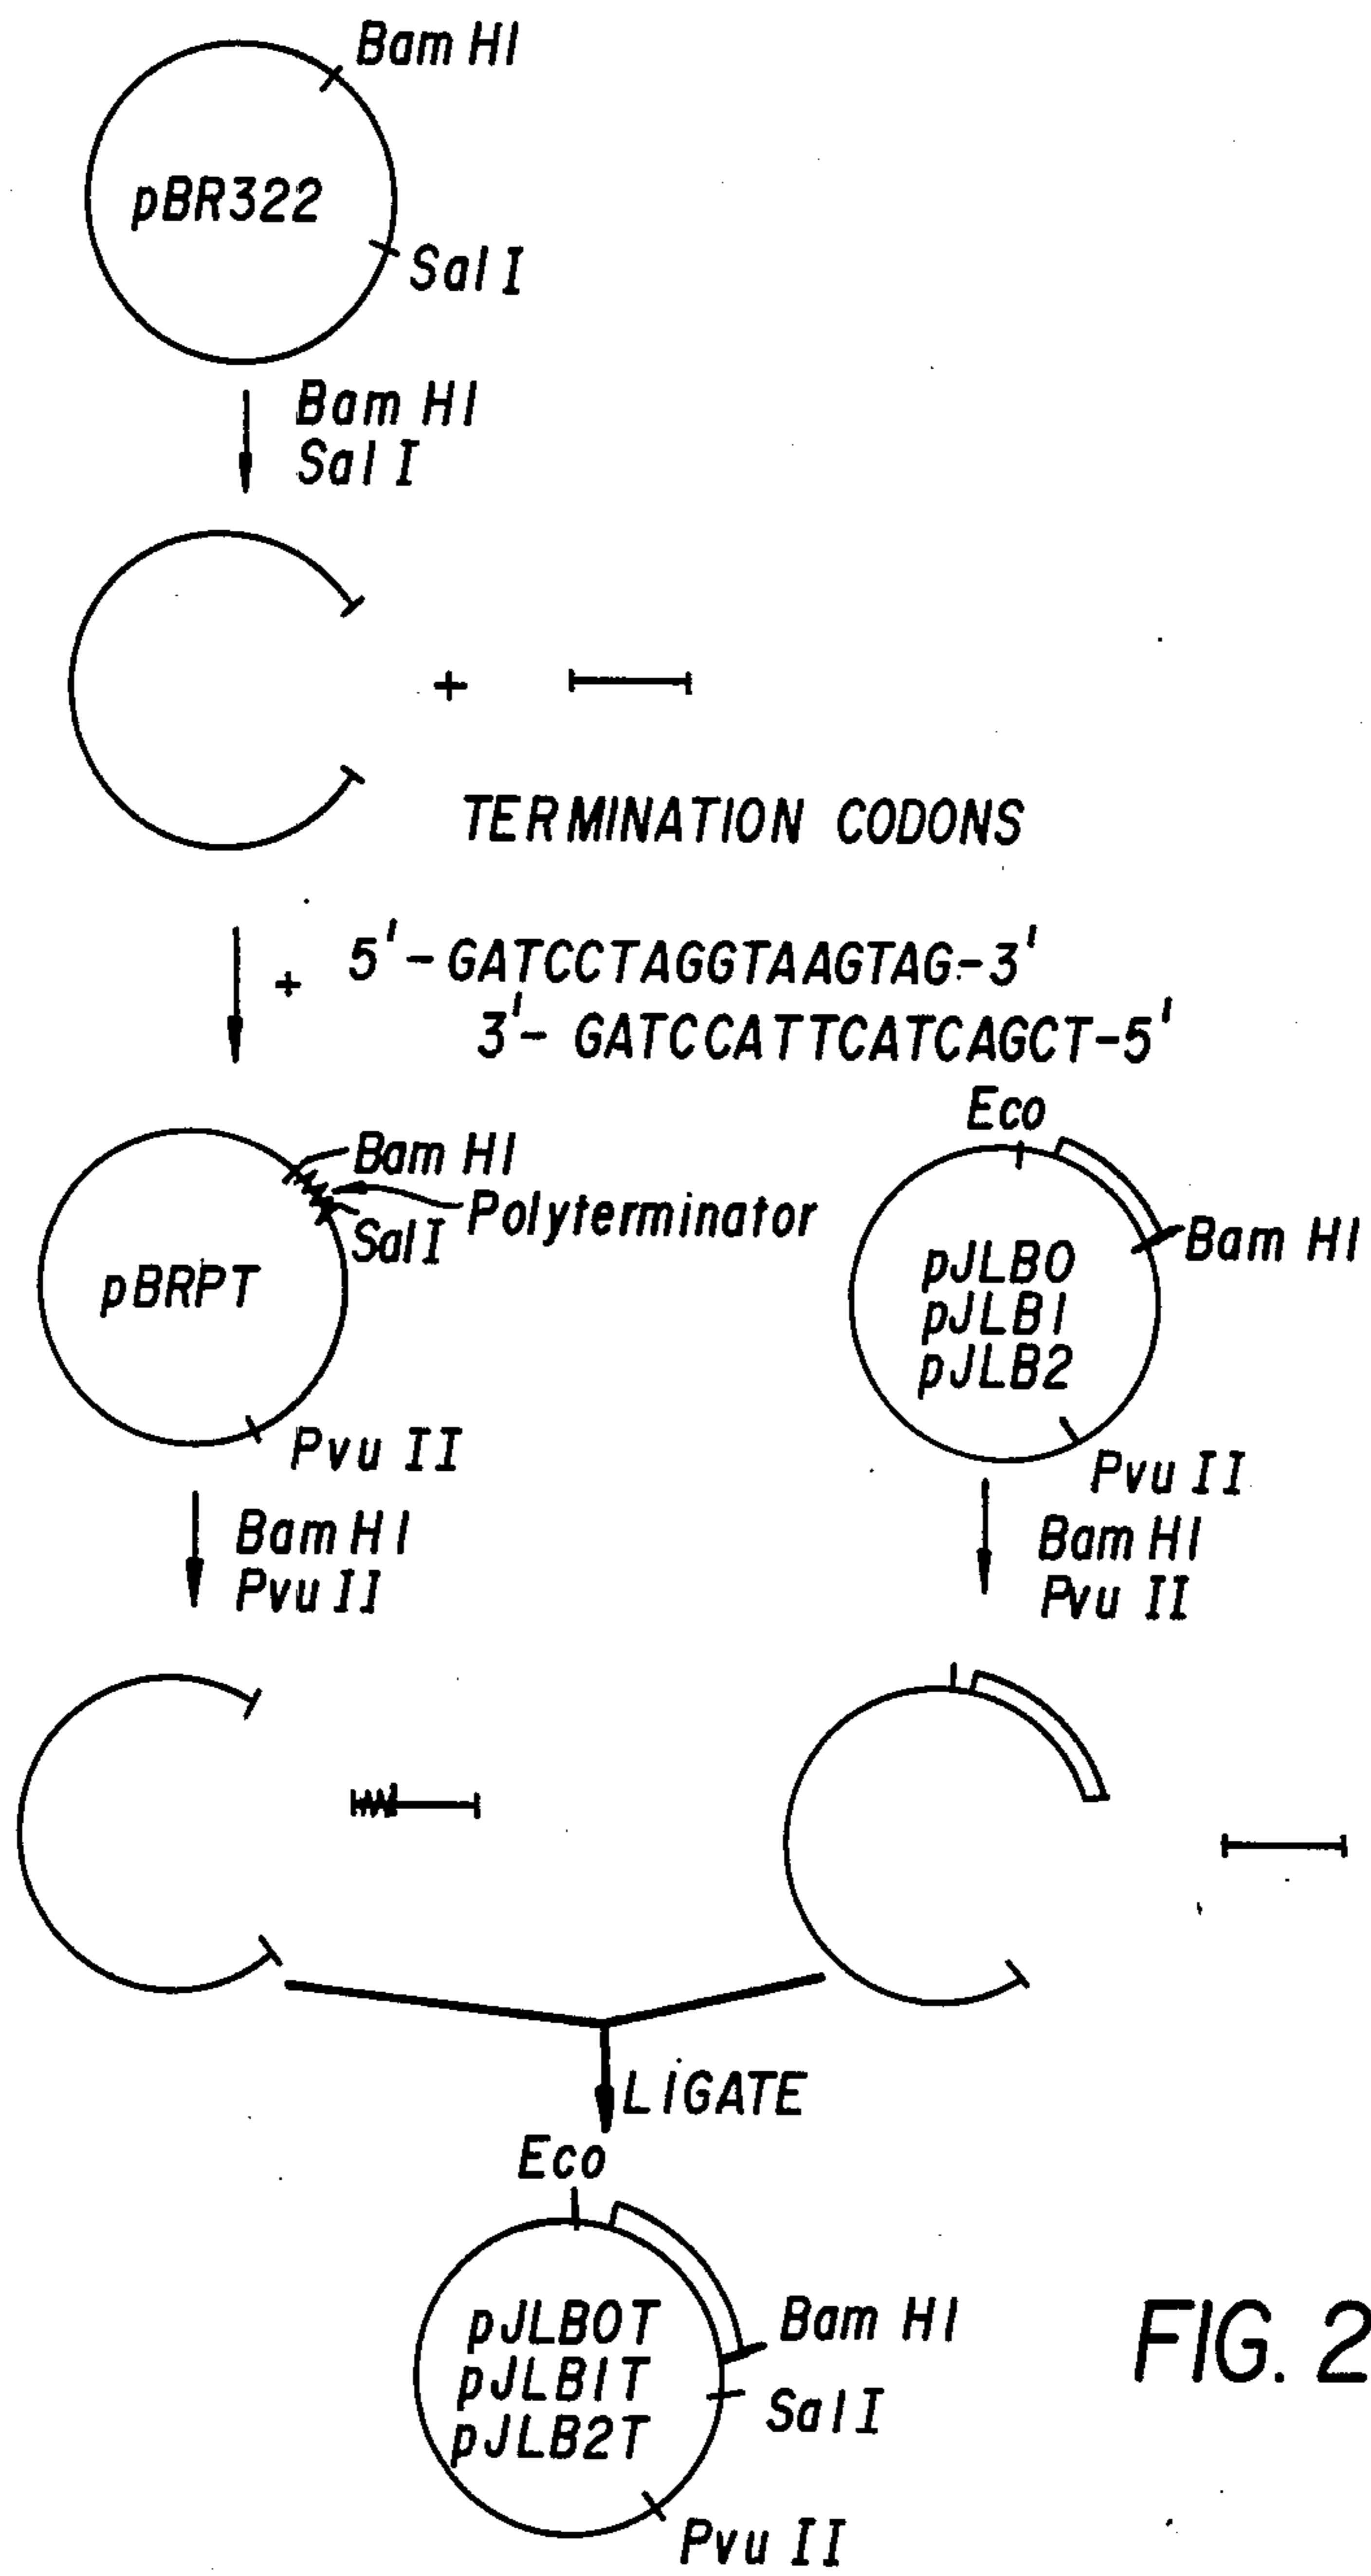 Bam HI
pBR322
Sal I
Bam HI
Sal I
+
TERMINATION CODONS
+ 5'-GATCCTAGGTAAGTAG-3'
3'- GATCCATTCATCAGCT-5'
Eco
Bam HI
Polyterminator
Sal I
Bam HI
pBRPT
pJLB0
pJLB1
pJLB2
Pvu II
Pvu II
Bam HI
Pvu II
Bam HI
Pvu II
LIGATE
Eco
Bam HI
pJLB0T
pJLB1T
pJLB2T
Sal I
Pvu II
FIG. 2